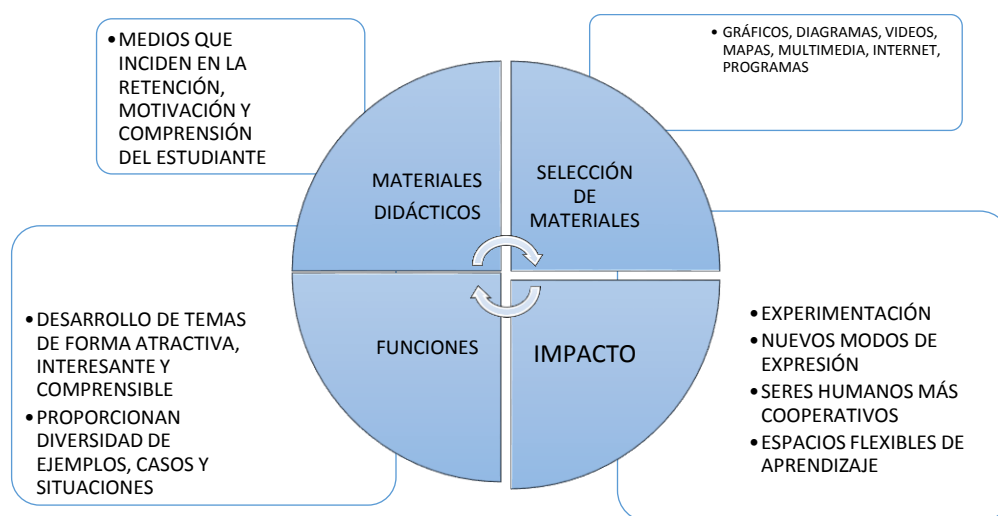 •MEDIOS QUE
INCIDEN EN LA
RETENCIÓN,
MOTIVACIÓN Y
COMPRENSIÓN
DEL ESTUDIANTE
• GRÁFICOS, DIAGRAMAS, VIDEOS,
MAPAS, MULTIMEDIA, INTERNET,
PROGRAMAS
MATERIALES
DIDÁCTICOS
SELECCIÓN
DE
MATERIALES
•DESARROLLO DE TEMAS
DE FORMA ATRACTIVA,
INTERESANTE Y
COMPRENSIBLE
•PROPORCIONAN
DIVERSIDAD DE
EJEMPLOS, CASOS Y
SITUACIONES
FUNCIONES
IMPACTO
•EXPERIMENTACIÓN
•NUEVOS MODOS DE
EXPRESIÓN
•SERES HUMANOS MÁS
COOPERATIVOS
•ESPACIOS FLEXIBLES DE
APRENDIZAJE